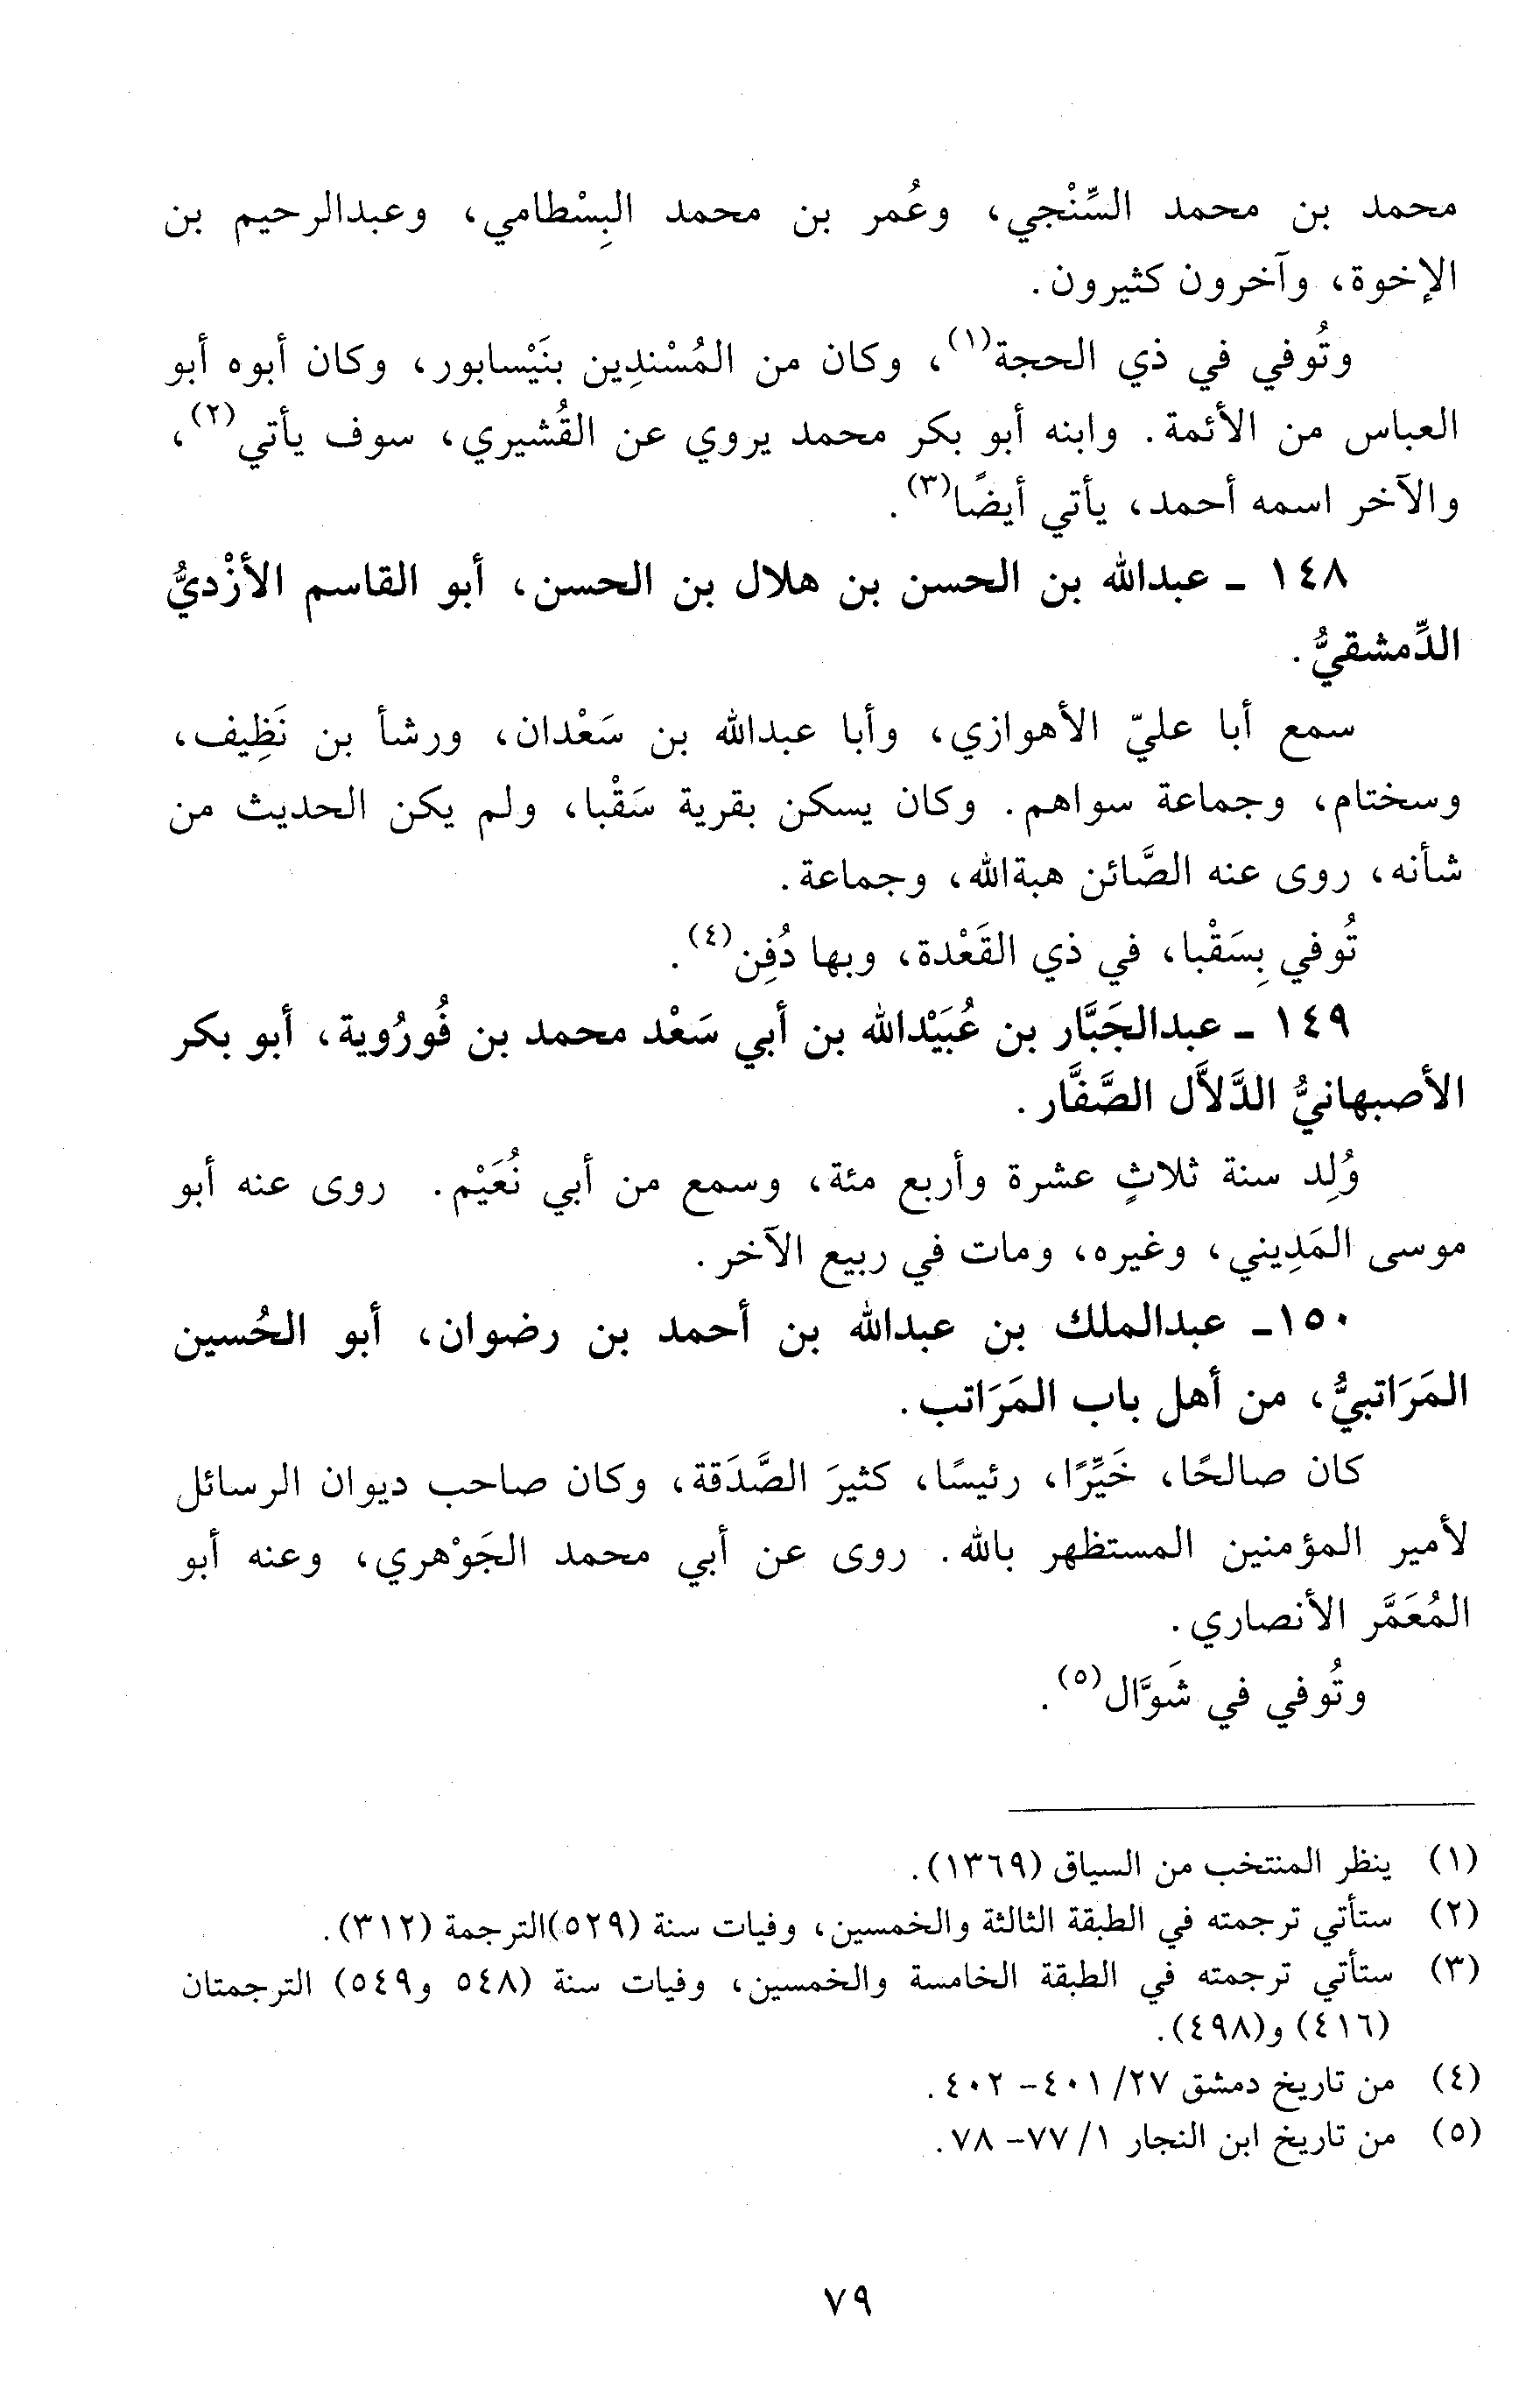 محمد بن محمد السِّنْجي، وعُمر بن محمد البِسْطامي، وعبدالرحيم بن
الإخوة، وآخرون كثيرون.
وتُوفي في ذي الحجة(١)، وكان من المُسْندِين بنَيْسابور، وكان أبوه أبو
العباس من الأئمة. وابنه أبو بكر محمد يروي عن القُشيري، سوف يأتي(٢)،
والآخر اسمه أحمد، يأتي أيضًا(٣).
١٤٨ ـ عبدالله بن الحسن بن هلال بن الحسن، أبو القاسم الأزْديُّ
الدِّمشقيُّ.
سمع أبا عليّ الأهوازي، وأبا عبدالله بن سَعْدان، ورشأ بن نَظِيف،
وسختام، وجماعة سواهم. وكان يسكن بقرية سَقْبا، ولم يكن الحديث من
شأنه، روى عنه الصَّائن هبةالله، وجماعة.
تُوفي بِسَقْبا، في ذي القَعْدة، وبها دُفِن(٤).
١٤٩ ـ عبدالجَبَّار بن عُبَيْدالله بن أبي سَعْد محمد بن فُورُوية، أبو بكر
الأصبهانيُّ الدَّلاَّل الصَّفَّار.
وُلِد سنة ثلاثٍ عشرة وأربع مئة، وسمع من أبي نُعَيْم. روى عنه أبو
موسى المَدِيني، وغيره، ومات في ربيع الآخر.
١٥٠ـ عبدالملك بن عبدالله بن أحمد بن رضوان، أبو الحُسين
المَرَاتبيُّ، من أهل باب المَرَاتب.
كان صالحًا، خَيِّرًا، رئيسًا، كثيرَ الصَّدَقة، وكان صاحب ديوان الرسائل
لأمير المؤمنين المستظهر بالله. روى عن أبي محمد الجَوْهري، وعنه أبو
المُعَمَّر الأنصاري.
وتُوفي في شَوَّال(٥).
(١) ينظر المنتخب من السياق (١٣٦٩).
(٢) ستأتي ترجمته في الطبقة الثالثة والخمسين، وفيات سنة (٥٢٩)الترجمة (٣١٢).
(٣) ستأتي ترجمته في الطبقة الخامسة والخمسين، وفيات سنة (٥٤٨ و٥٤٩) الترجمتان
(٤١٦) و(٤٩٨).
(٤) من تاريخ دمشق ٢٧/ ٤٠١- ٤٠٢.
(٥) من تاريخ ابن النجار ١/ ٧٧- ٧٨.
٧٩